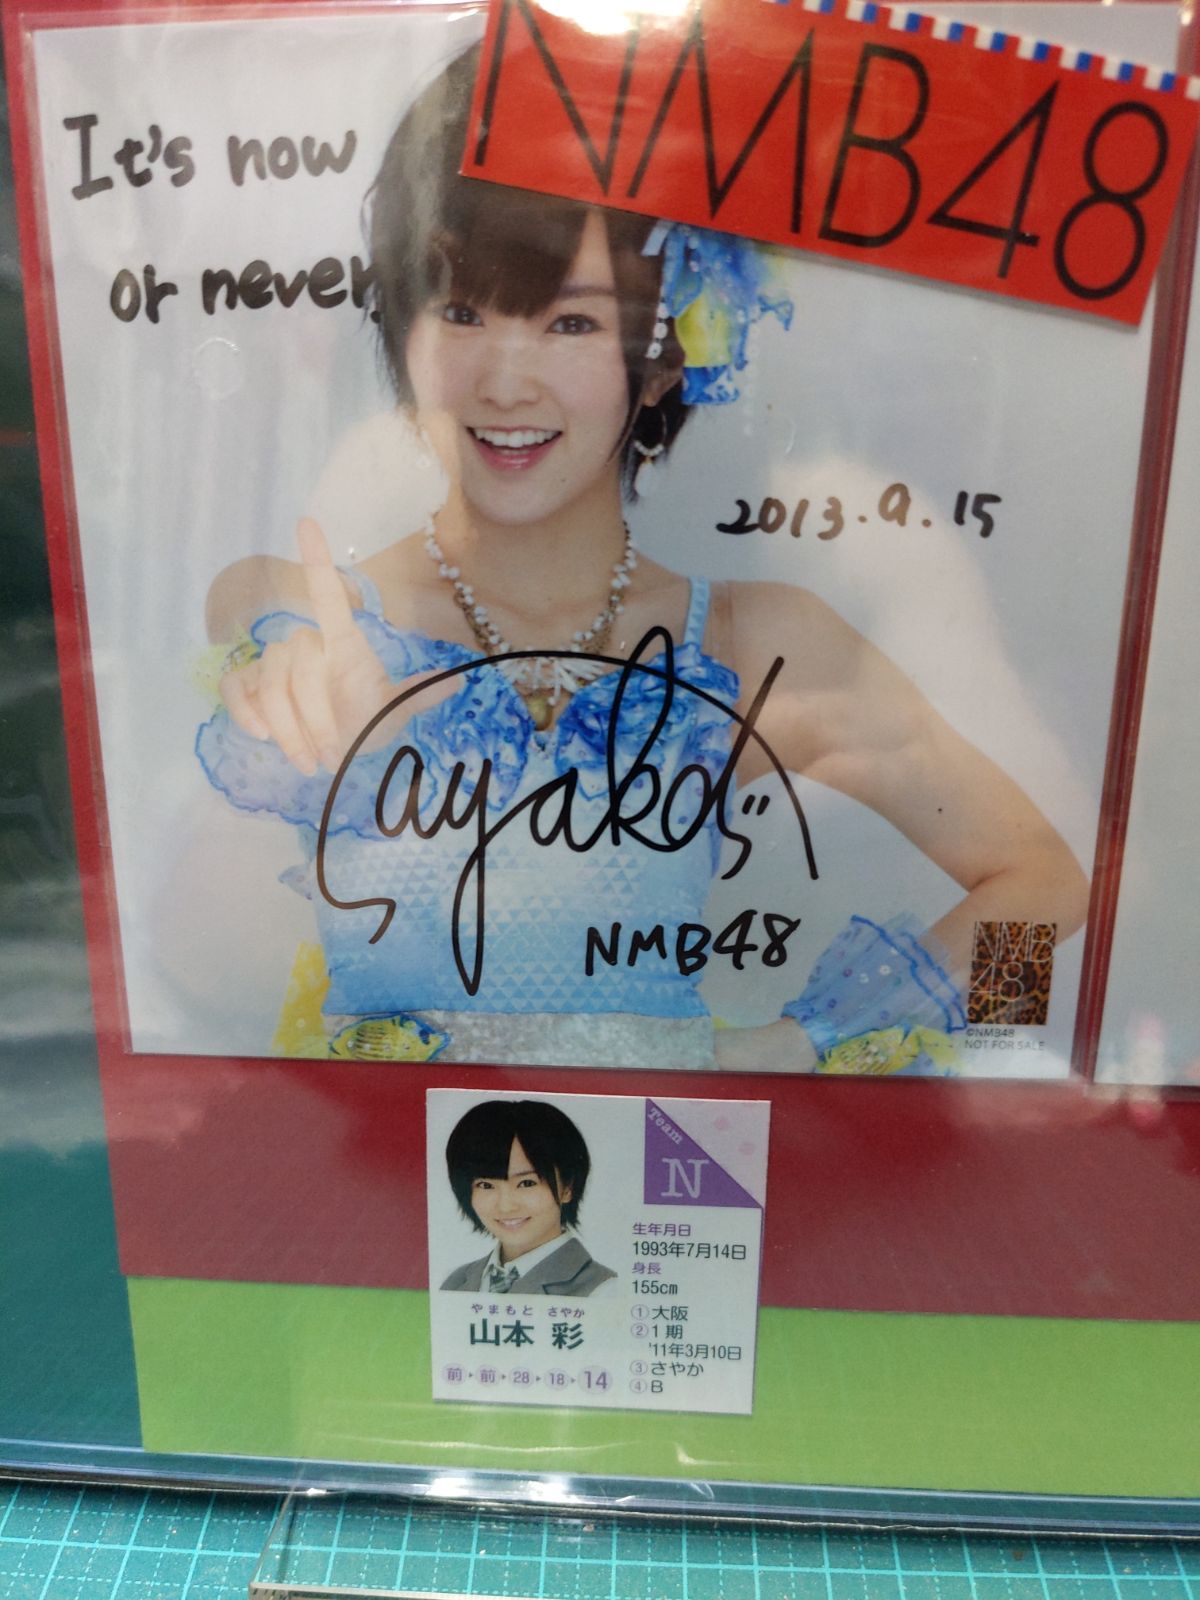 NMB48
It's now
or never.
2013.9.15
Sayaka
NMB48
NMB
48
©NMB48
NOT FOR SALE
Team
N
生年月日
1993年7月14日
身長
155cm
やまもと さやか
山本 彩
前▸前▸28▸18▸14
①大阪
②1期
'11年3月10日
③さやか
④B